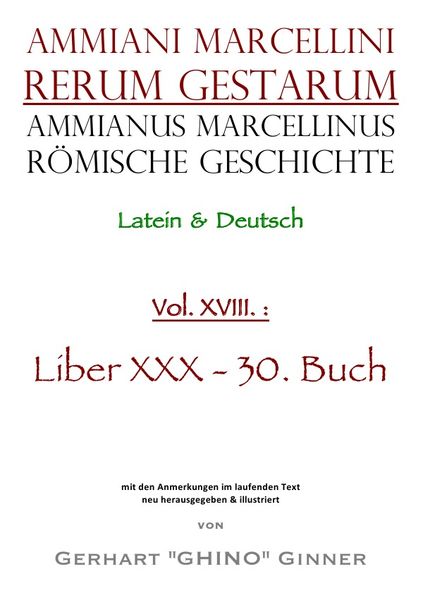 AMMIANI MARCELLINI
RERUM GESTARUM
AMMIANUS MARCELLINUS
RÖMISCHE GESCHICHTE
Latein & Deutsch
Vol. XVIII. :
Liber XXX - 30. Buch
mit den Anmerkungen im laufenden Text
neu herausgegeben & illustriert
von
Gerhart "GHINO" Ginner